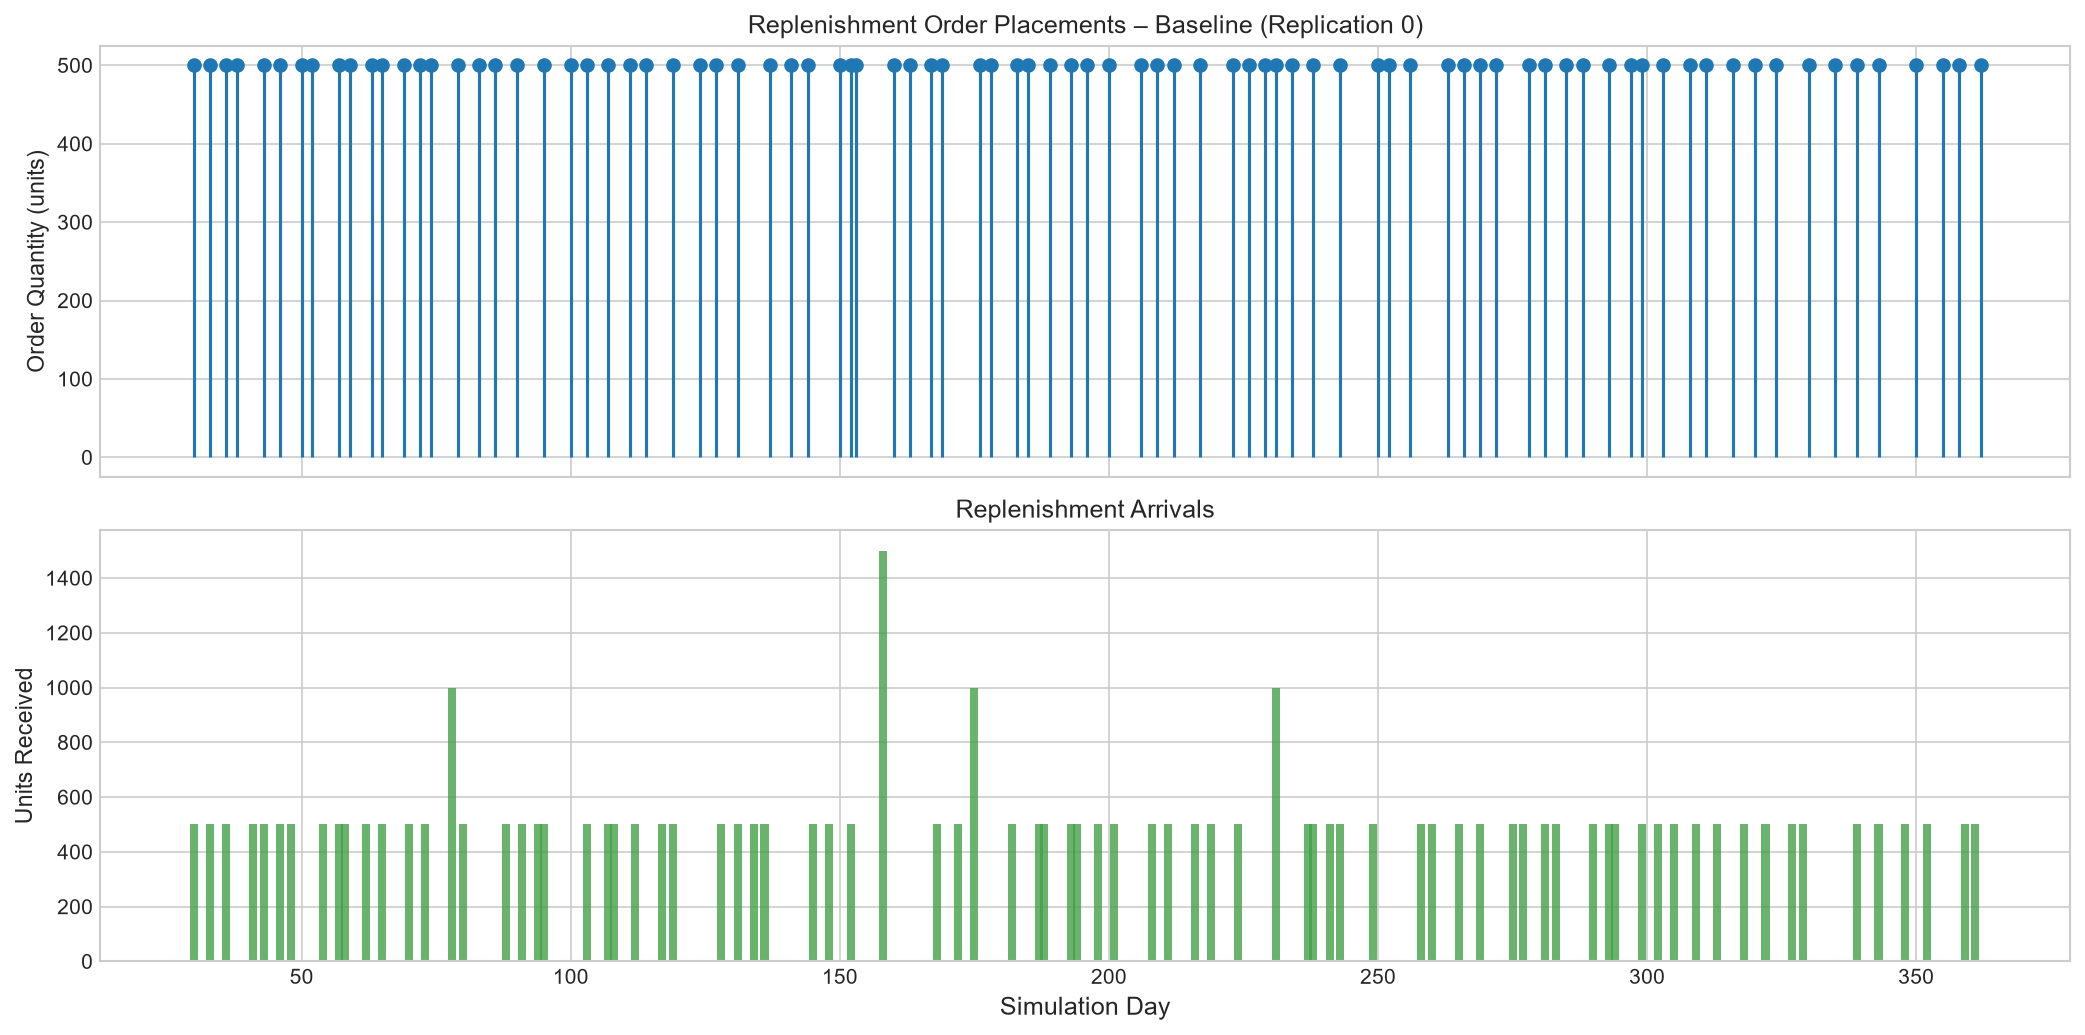 Replenishment Order Placements – Baseline (Replication 0)
500
400
300
200
100
0
Order Quantity (units)
Replenishment Arrivals
1400
1200
1000
800
600
400
200
0
Units Received
50 100 150 200 250 300 350
Simulation Day